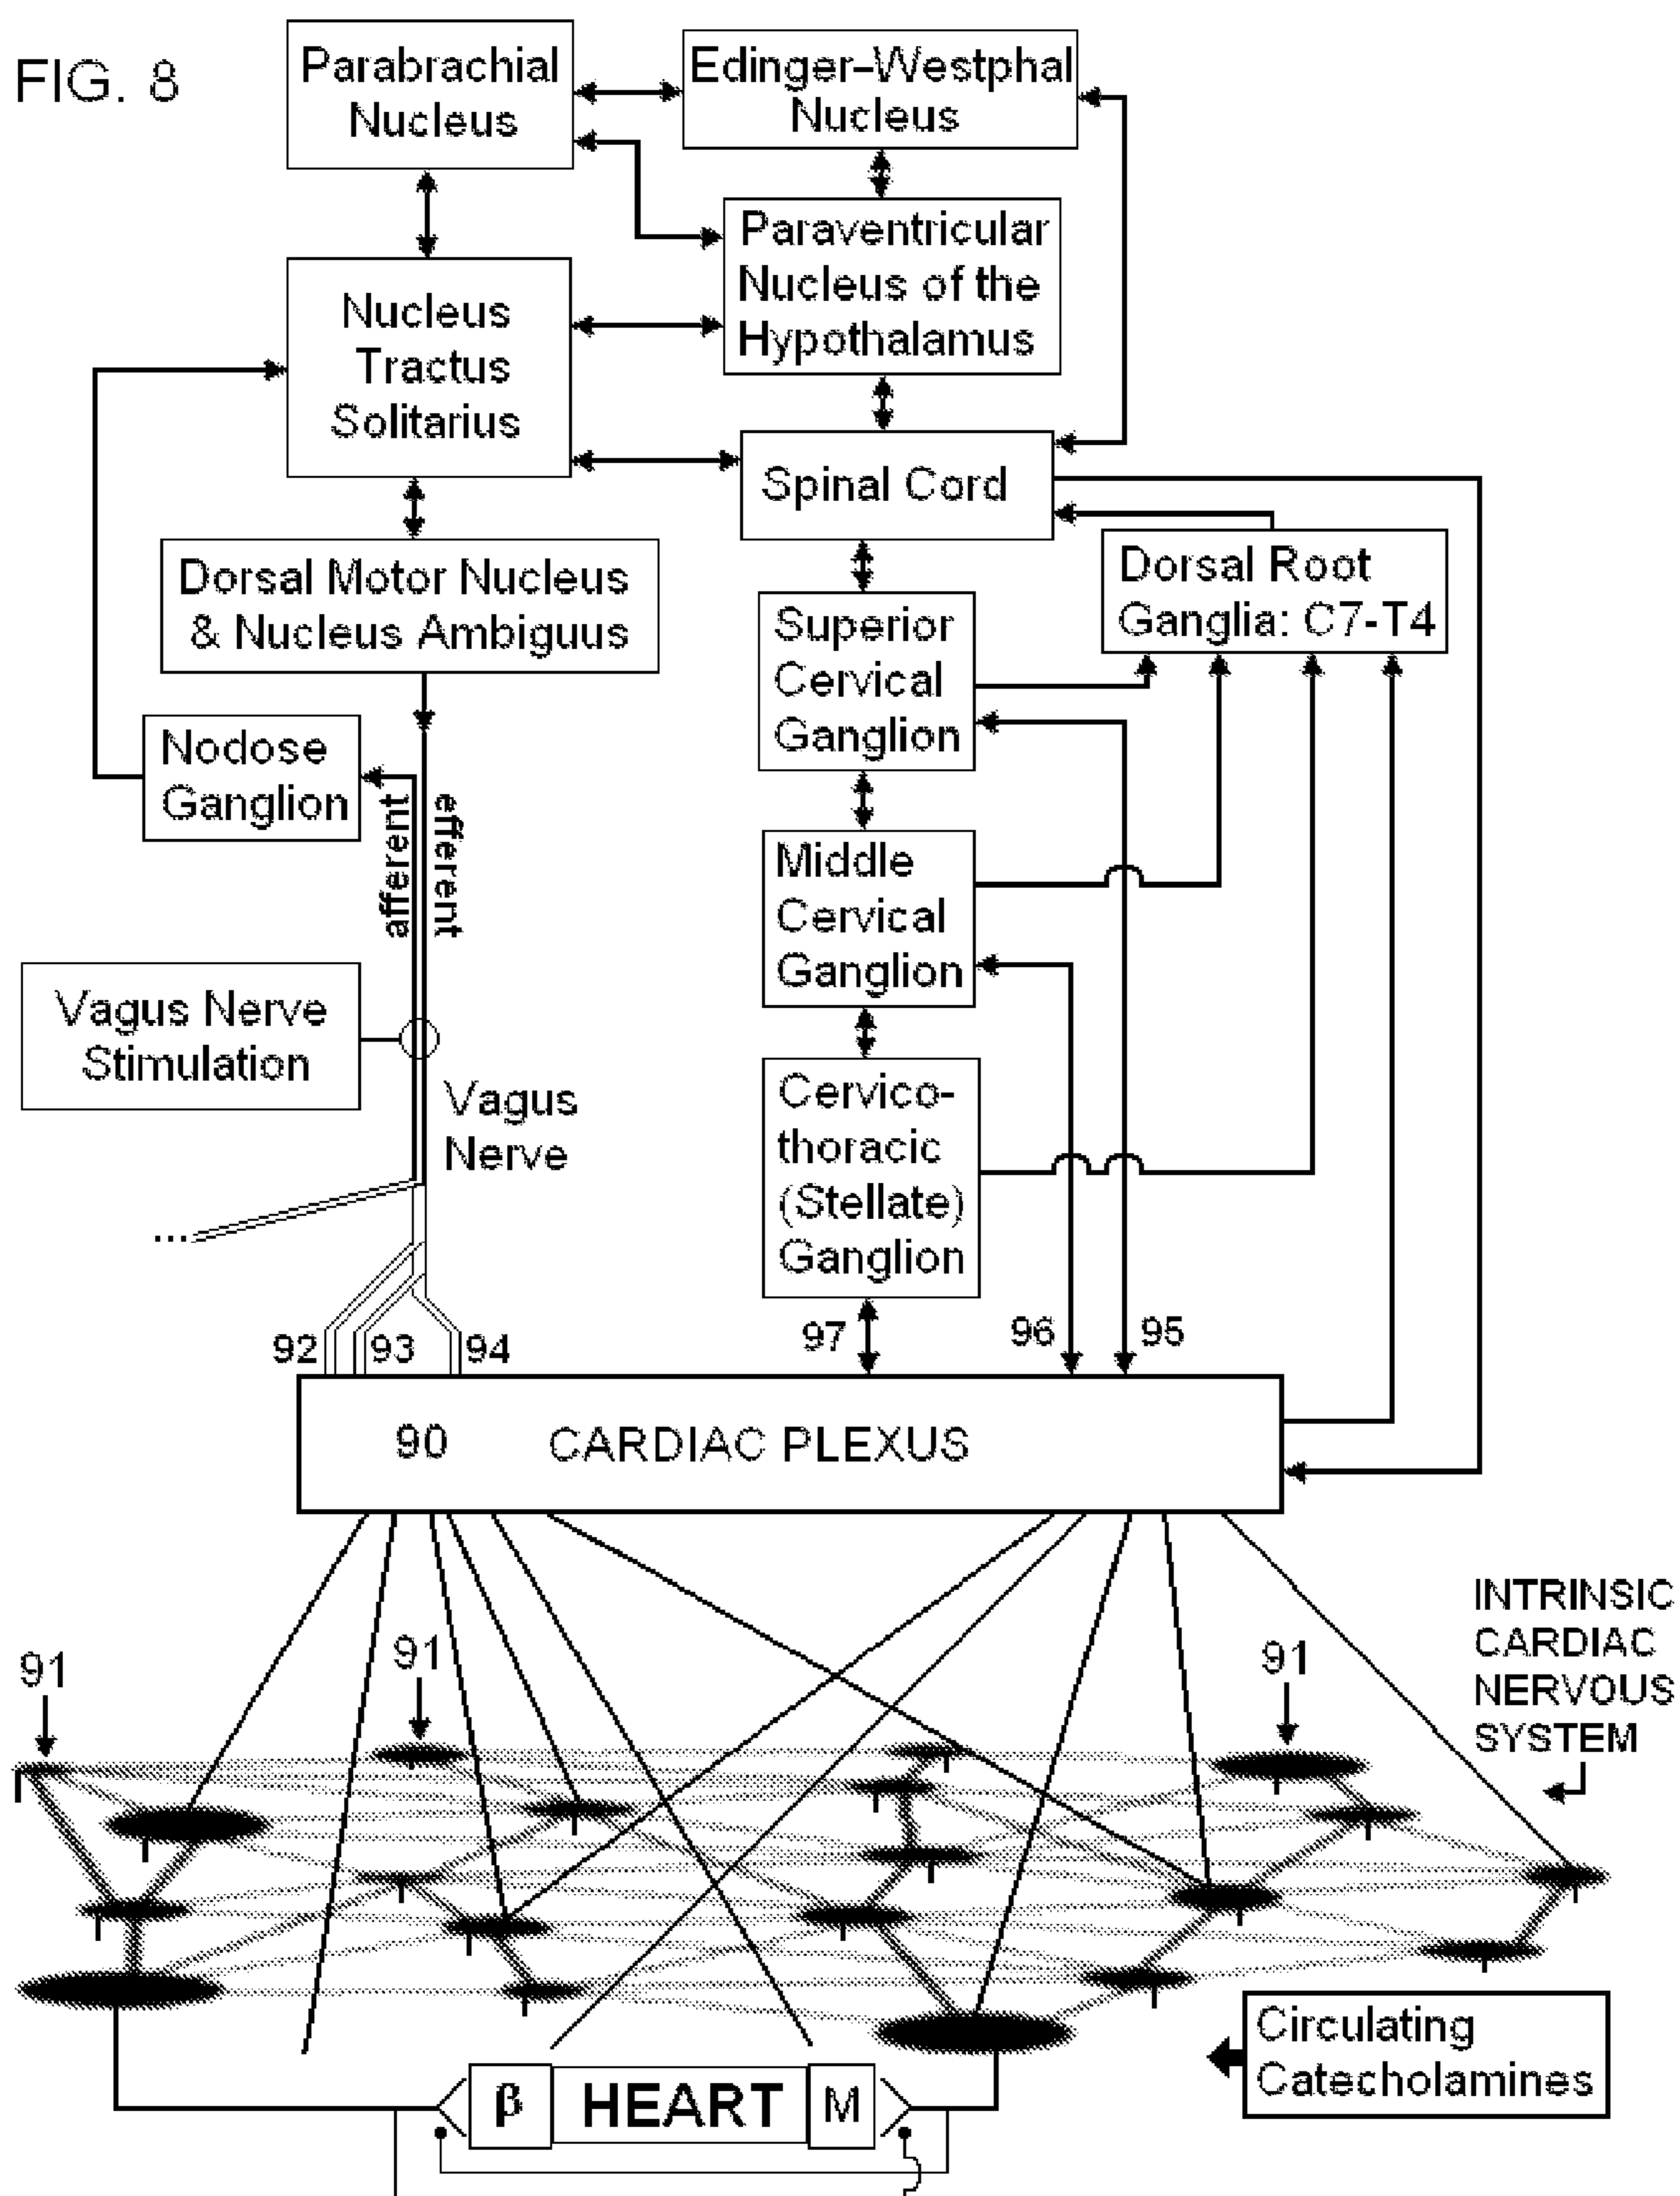 FIG. 8
Parabrachial
Nucleus
Edinger–Westphal
Nucleus
Paraventricular
Nucleus of the
Hypothalamus
Nucleus
Tractus
Solitarius
Spinal Cord
Dorsal Root
Ganglia: C7-T4
Dorsal Motor Nucleus
& Nucleus Ambiguus
Superior
Cervical
Ganglion
Nodose
Ganglion
afferent
efferent
Middle
Cervical
Ganglion
Vagus Nerve
Stimulation
Vagus
Nerve
Cervico-
thoracic
(Stellate)
Ganglion
...
92
93
94
97
96
95
90
CARDIAC PLEXUS
INTRINSIC
CARDIAC
NERVOUS
SYSTEM
91
91
91
Circulating
Catecholamines
β
HEART
M